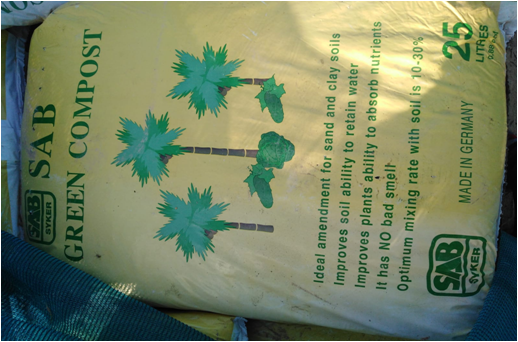 SAB
SYKER
SAB
GREEN COMPOST
Ideal amendment for sand and clay soils
Improves soil ability to retain water
Improves plants ability to absorb nutrients
It has NO bad smell
Optimum mixing rate with soil is 10-30%
SAB
SYKER
MADE IN GERMANY
25
LITRES